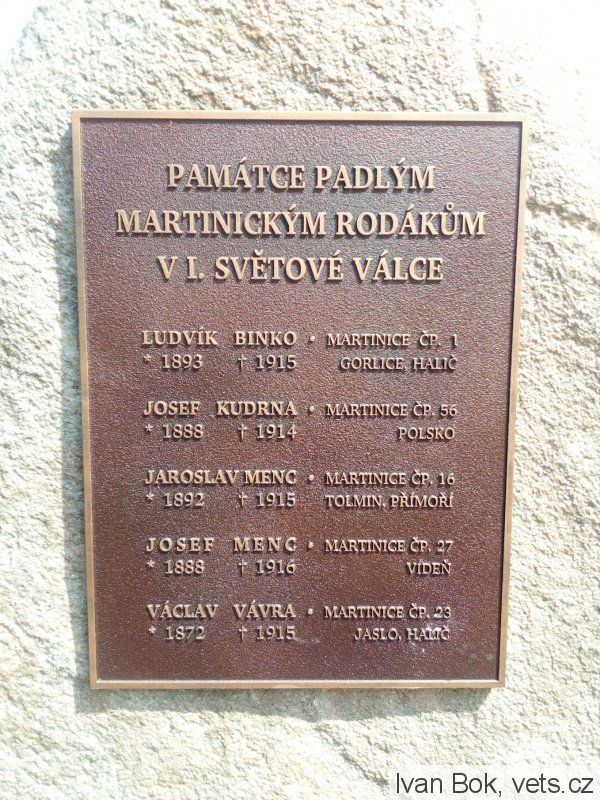 PAMÁTCE PADLÝM
MARTINICKÝM RODÁKŮM
V I. SVĚTOVÉ VÁLCE
LUDVÍK BINKO • MARTINICE ČP. 1
* 1893 † 1915 GORLICE, HALIČ
JOSEF KUDRNA • MARTINICE ČP. 56
* 1888 † 1914 POLSKO
JAROSLAV MENC • MARTINICE ČP. 16
* 1892 † 1915 TOLMIN, PŘÍMOŘÍ
JOSEF MENC • MARTINICE ČP. 27
* 1888 † 1916 VÍDEŇ
VÁCLAV VÁVRA • MARTINICE ČP. 23
* 1872 † 1915 JASLO, HALIČ
Ivan Bok, vets.cz